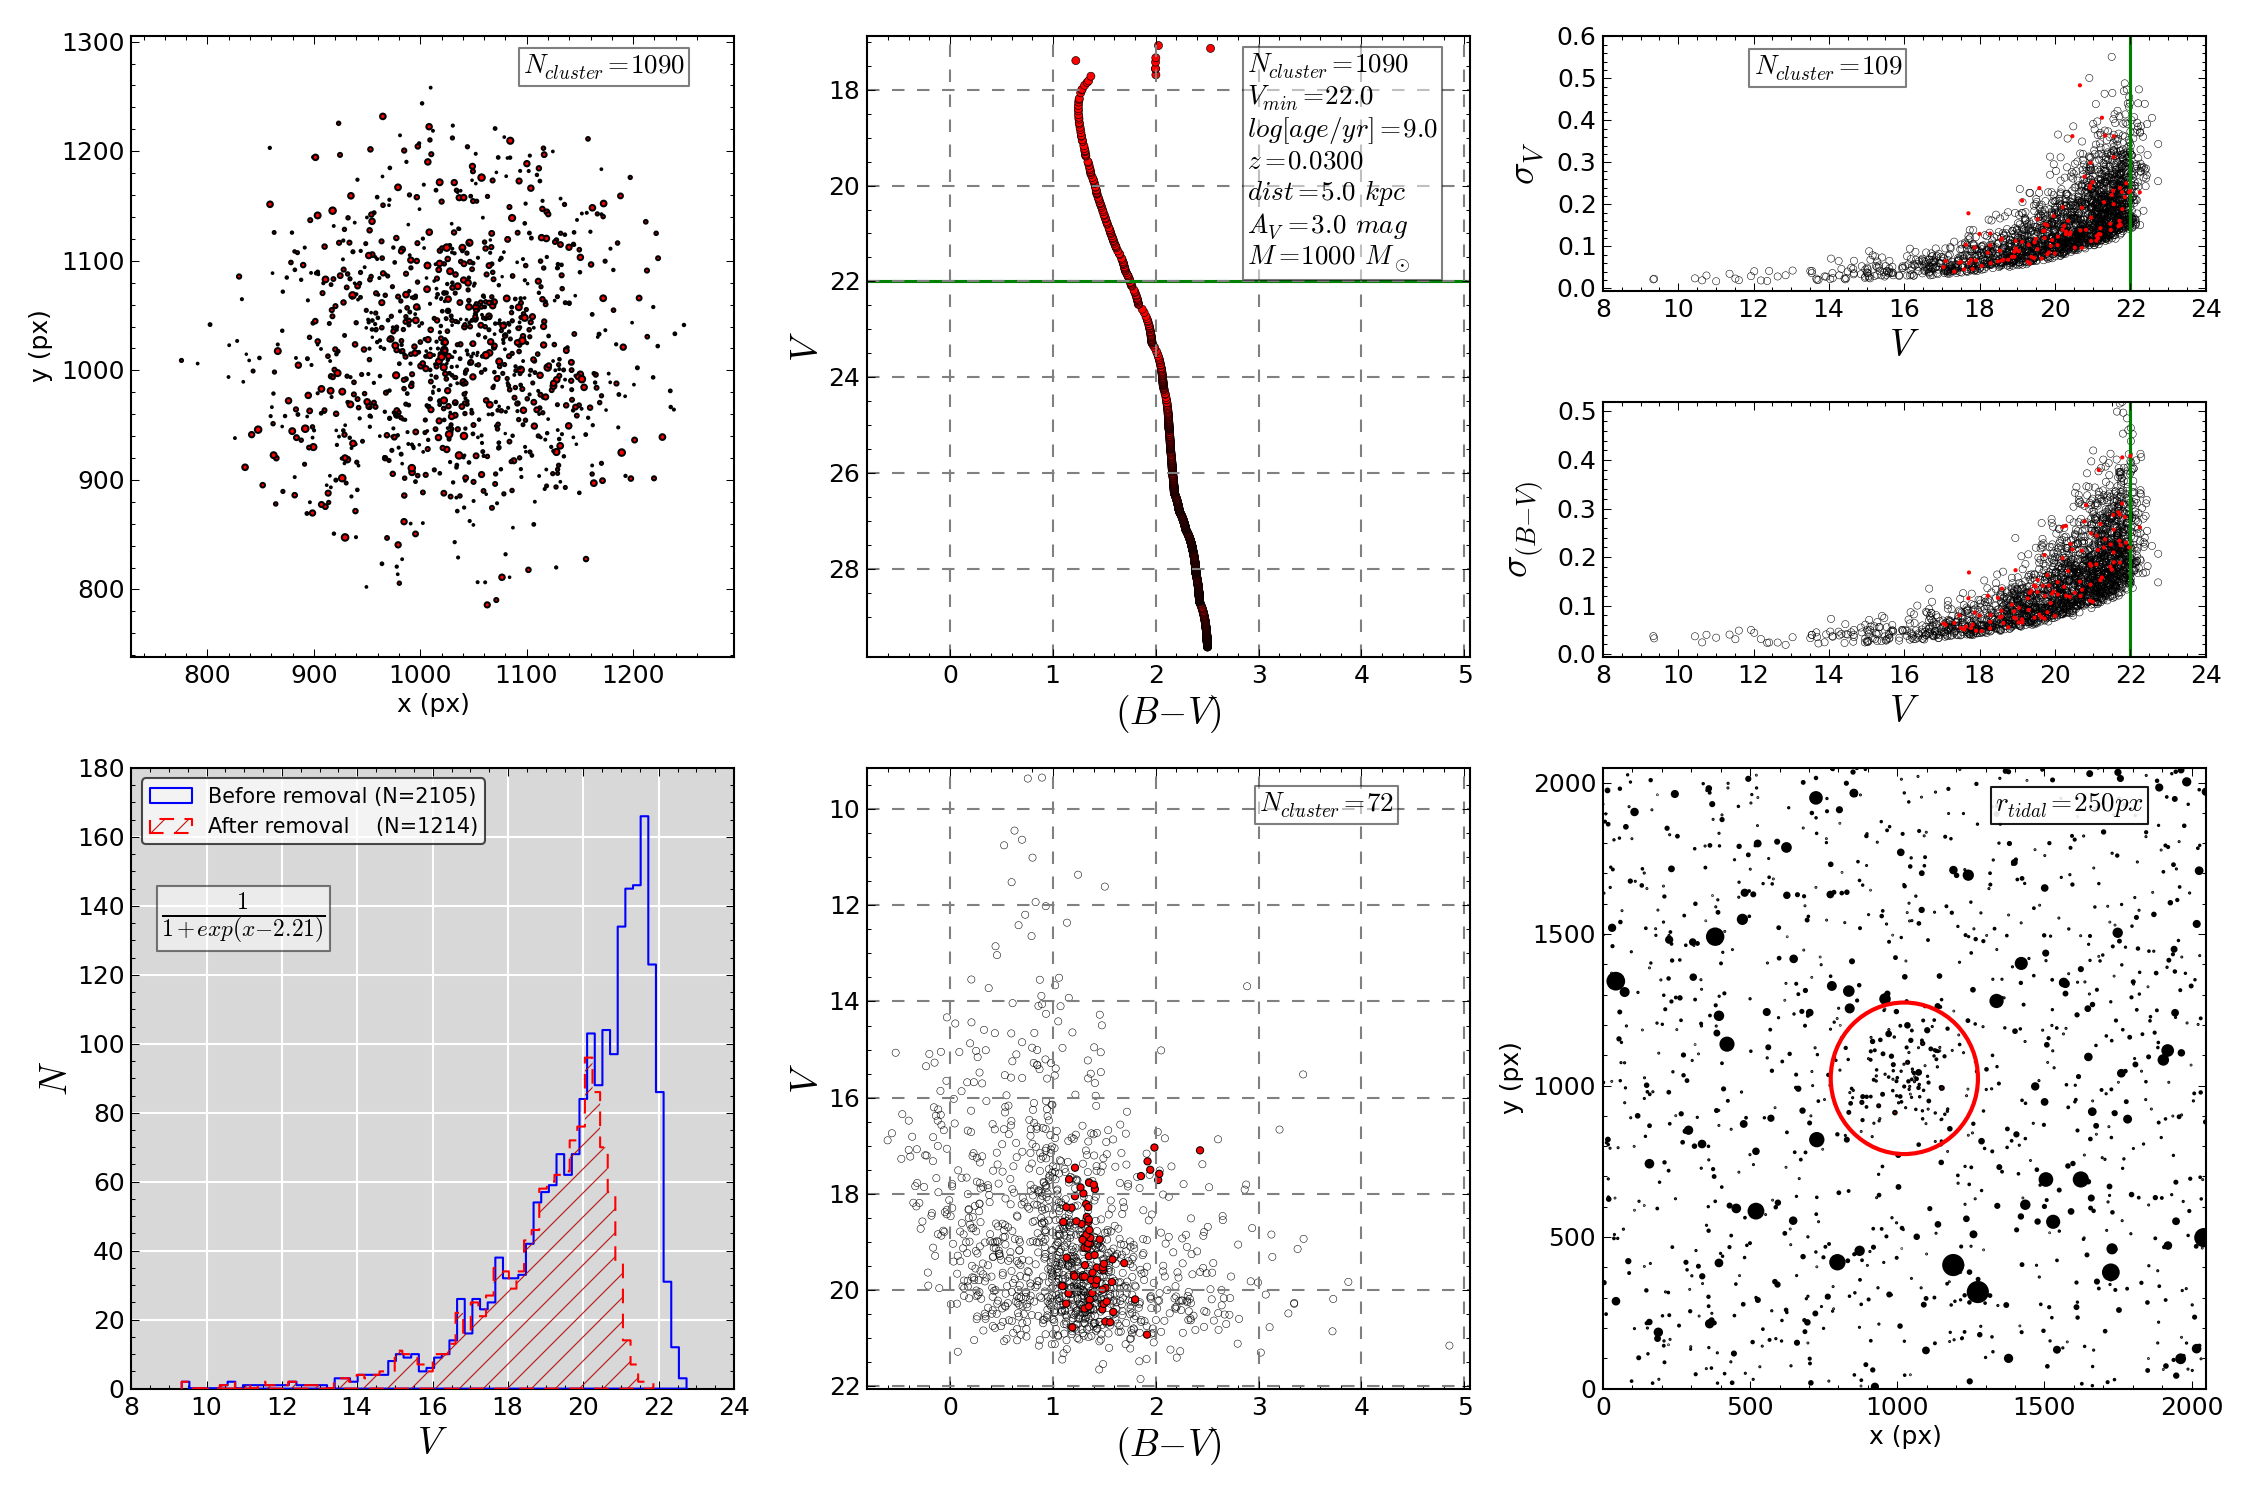 N_cluster=1090
1300
1200
1100
1000
900
800
y (px)
800 900 1000 1100 1200
x (px)
N_cluster=1090
V_min=22.0
log[age/yr]=9.0
z=0.0300
dist=5.0 kpc
A_V=3.0 mag
M=1000 M_⊙
18
20
22
24
26
28
V
0 1 2 3 4 5
(B−V)
N_cluster=109
0.6
0.5
0.4
0.3
0.2
0.1
0.0
σ_V
8 10 12 14 16 18 20 22 24
V
0.5
0.4
0.3
0.2
0.1
0.0
σ_(B−V)
8 10 12 14 16 18 20 22 24
V
180
160
140
120
100
80
60
40
20
0
N
Before removal (N=2105)
After removal (N=1214)
1
1+exp(x−2.21)
8 10 12 14 16 18 20 22 24
V
N_cluster=72
10
12
14
16
18
20
22
V
0 1 2 3 4 5
(B−V)
r_tidal=250px
2000
1500
1000
500
0
y (px)
0 500 1000 1500 2000
x (px)